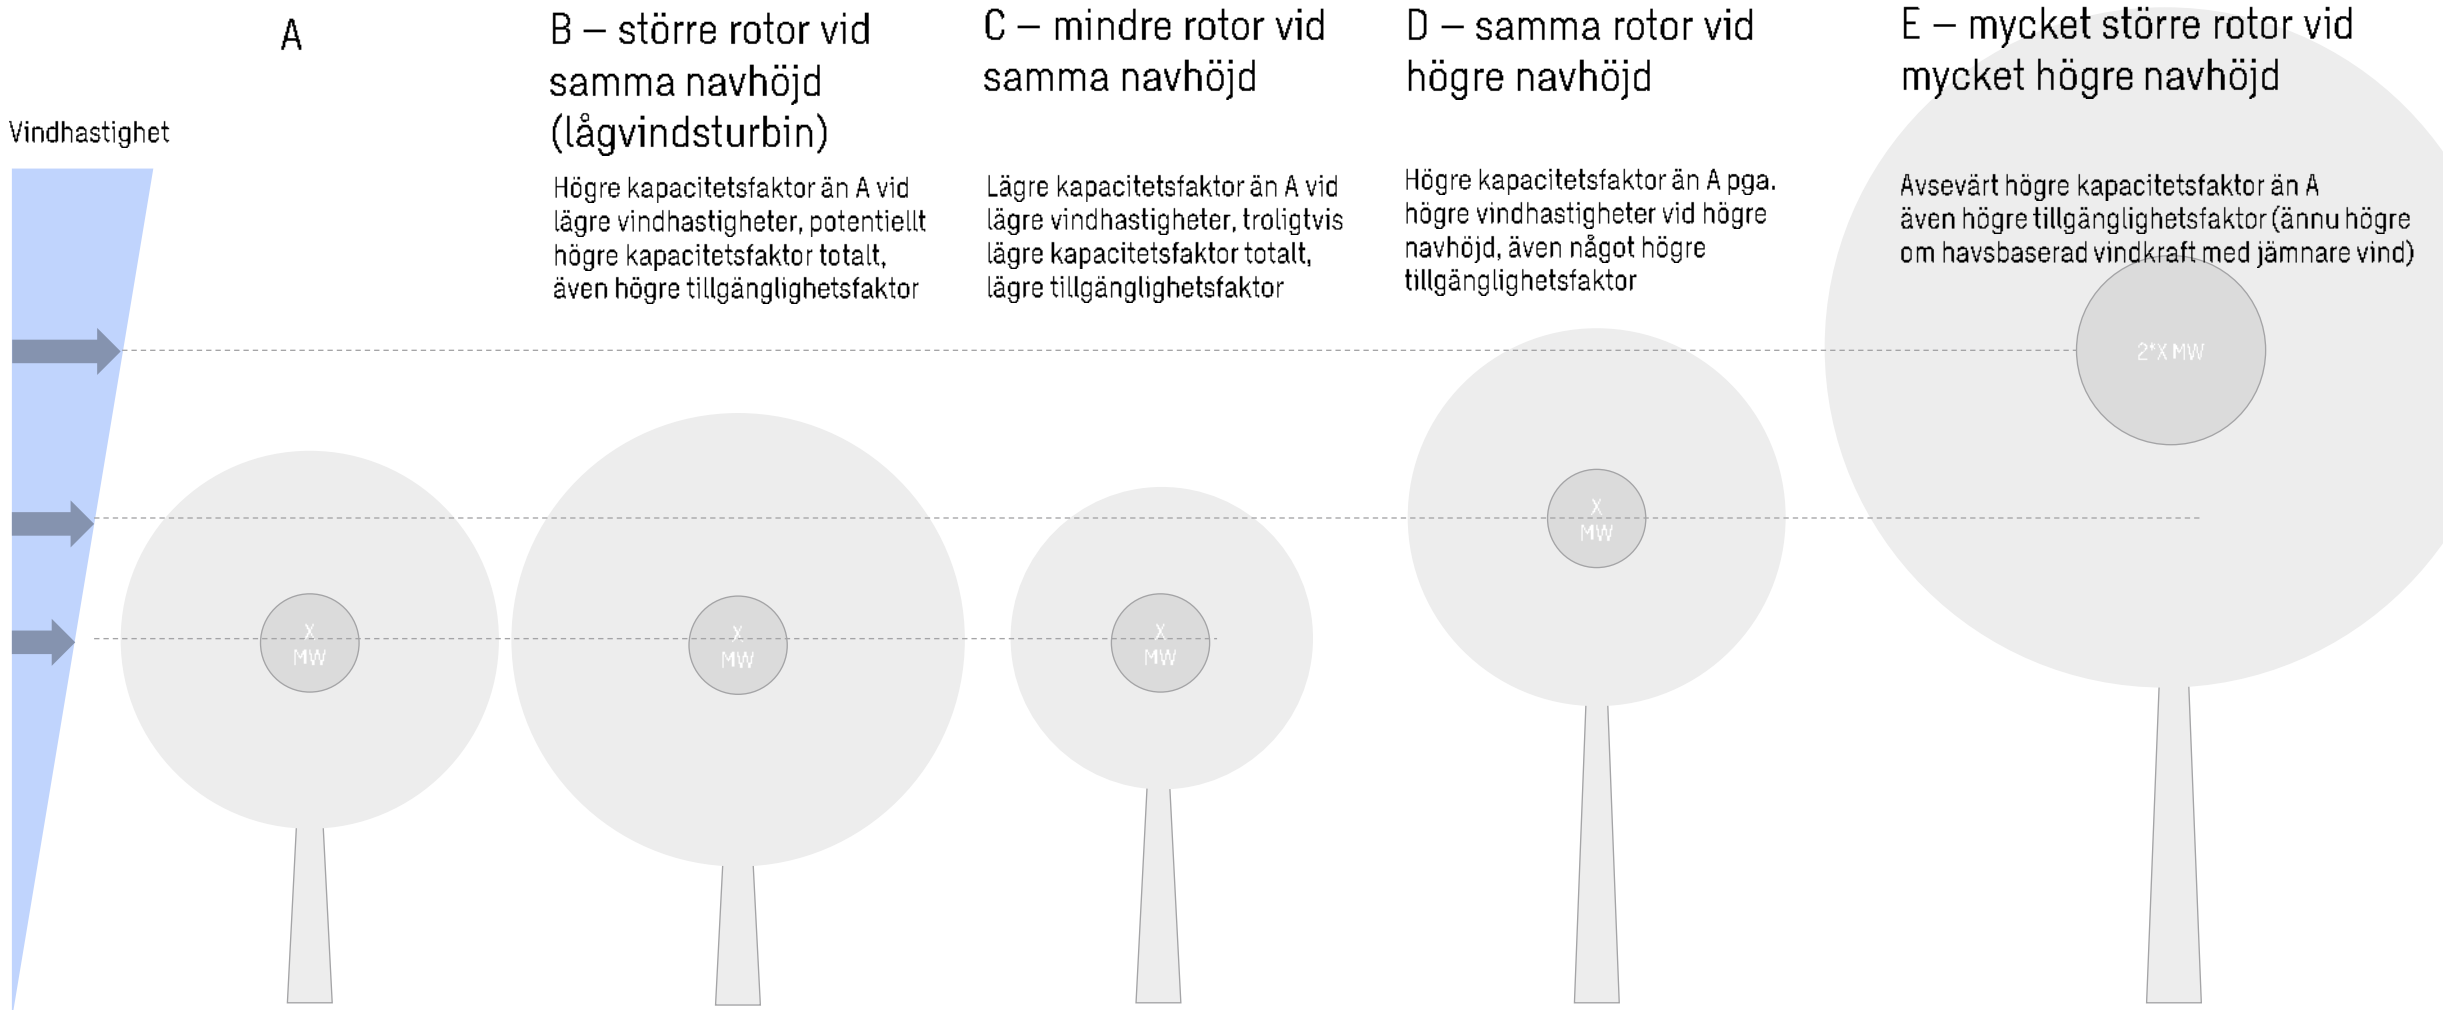 A
B – större rotor vid
samma navhöjd
(lågvindsturbin)
C – mindre rotor vid
samma navhöjd
D – samma rotor vid
högre navhöjd
E – mycket större rotor vid
mycket högre navhöjd
Vindhastighet
Högre kapacitetsfaktor än A vid
lägre vindhastigheter, potentiellt
högre kapacitetsfaktor totalt,
även högre tillgänglighetsfaktor
Lägre kapacitetsfaktor än A vid
lägre vindhastigheter, troligtvis
lägre kapacitetsfaktor totalt,
lägre tillgänglighetsfaktor
Högre kapacitetsfaktor än A pga.
högre vindhastigheter vid högre
navhöjd, även något högre
tillgänglighetsfaktor
Avsevärt högre kapacitetsfaktor än A
även högre tillgänglighetsfaktor (ännu högre
om havsbaserad vindkraft med jämnare vind)
X
MW
X
MW
X
MW
X
MW
2*X MW